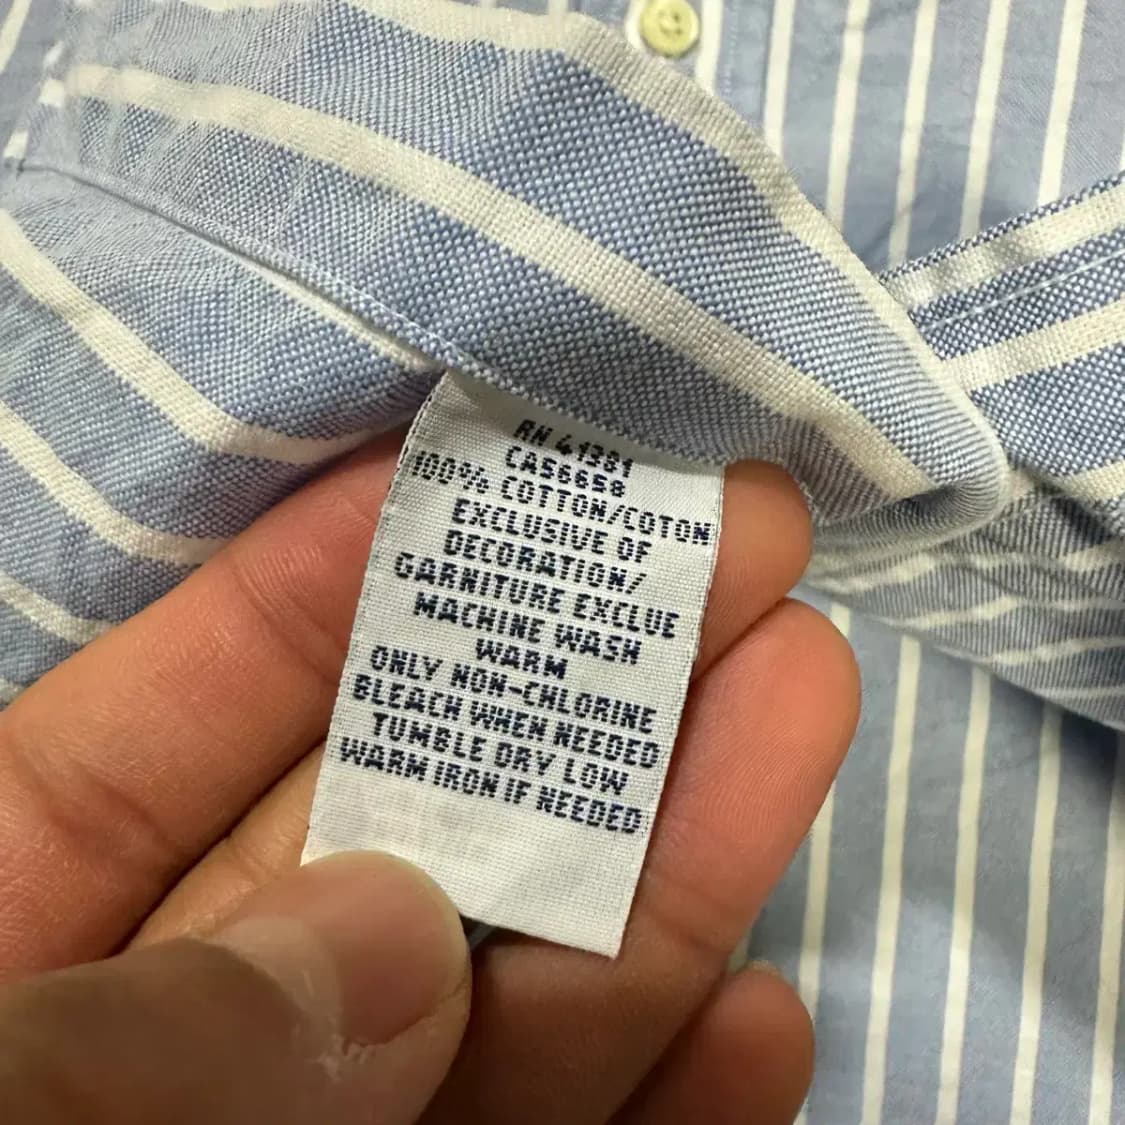 RN 41381
CA56658
100% COTTON/COTON
EXCLUSIVE OF
DECORATION/
GARNITURE EXCLUE
MACHINE WASH
WARM
ONLY NON-CHLORINE
BLEACH WHEN NEEDED
TUMBLE DRY LOW
WARM IRON IF NEEDED